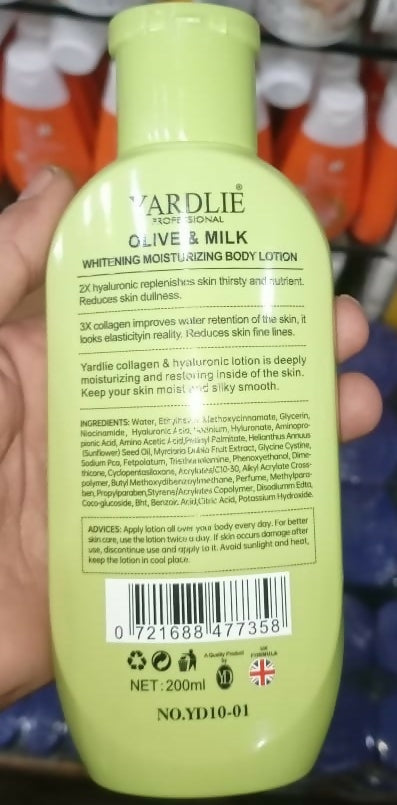 YARDLIE®
PROFESSIONAL
OLIVE & MILK
WHITENING MOISTURIZING BODY LOTION
2X hyaluronic replenishes skin thirsty and nutrient.
Reduces skin dullness.
3X collagen improves water retention of the skin, it
looks elasticityin reality. Reduces skin fine lines.
Yardlie collagen & hyaluronic lotion is deeply
moisturizing and restoring inside of the skin.
Keep your skin moist and silky smooth.
INGREDIENTS: Water, Methoxycinnamate, Glycerin,
Niacinamide, Hyaluronic Acid, Hyluronate, Aminopro-
pionic Acid, Amino Acetic Acid, Palmitate, Helianthus Annuus
(Sunflower) Seed Oil, Fruit Extract, Glycine Cystine,
Sodium Pca, Fetpolatum, Phenoxyethanol, Dime-
thicone, Cyclopentasiloxane, Acrylates/C10-30, Alkyl Acrylate Cross-
polymer, Butyl Methoxydibenzoylmethane, Perfume, Methylpara-
ben, Propylparaben,Styrene/Acrylates Copolymer, Disodiumm Edta,
Coco-glucoside, Bht, Benzoic Acid,Citric Acid, Potassium Hydroxide.
ADVICES: Apply lotion all over your body every day. For better
skin care, use the lotion twice a day. If skin occurs damage after
use, discontinue use and apply to it. Avoid sunlight and heat,
keep the lotion in cool place.
0 721688 477358
A Quality Product
by
YD
UK
FORMULA
NET:200ml
NO.YD10-01